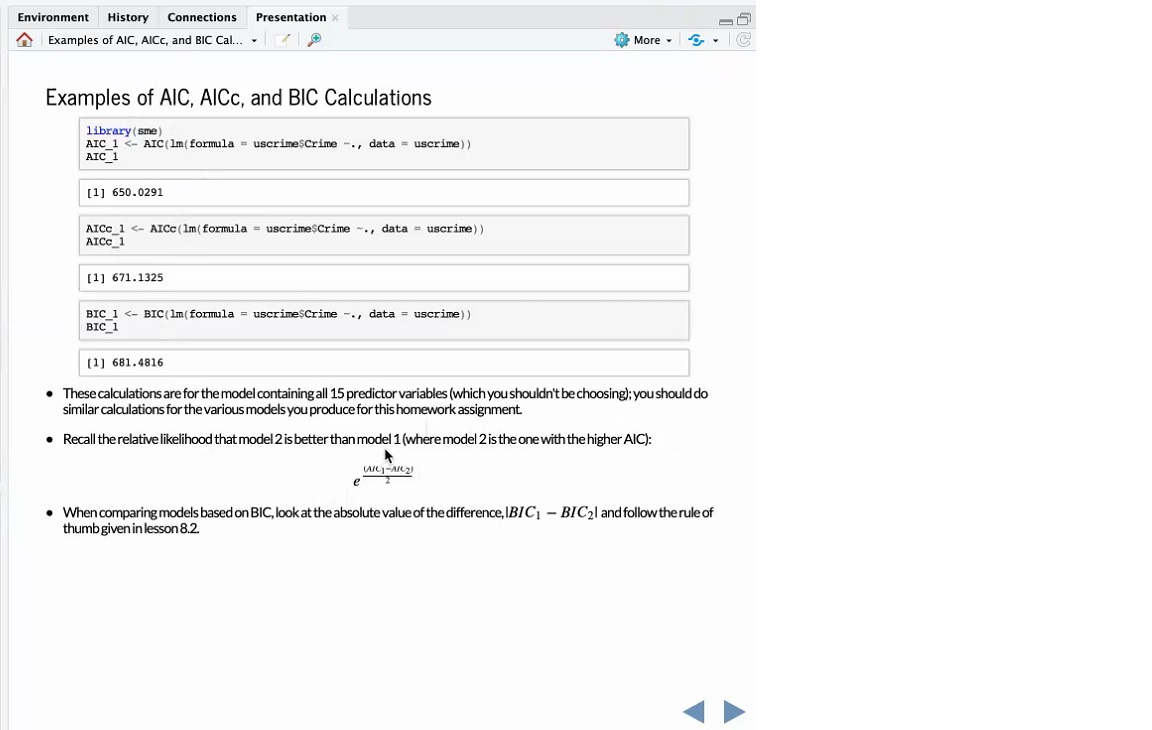 Environment History Connections Presentation
Examples of AIC, AICc, and BIC Cal... More
Examples of AIC, AICc, and BIC Calculations
library(sme)
AIC_1 <- AIC(lm(formula = uscrime$Crime ~., data = uscrime))
AIC_1
[1] 650.0291
AICc_1 <- AICc(lm(formula = uscrime$Crime ~., data = uscrime))
AICc_1
[1] 671.1325
BIC_1 <- BIC(lm(formula = uscrime$Crime ~., data = uscrime))
BIC_1
[1] 681.4816
• These calculations are for the model containing all 15 predictor variables (which you shouldn't be choosing); you should do
similar calculations for the various models you produce for this homework assignment.
• Recall the relative likelihood that model 2 is better than model 1 (where model 2 is the one with the higher AIC):
e^((AIC₁−AIC₂)/2)
• When comparing models based on BIC, look at the absolute value of the difference, |BIC₁ − BIC₂| and follow the rule of
thumb given in lesson 8.2.